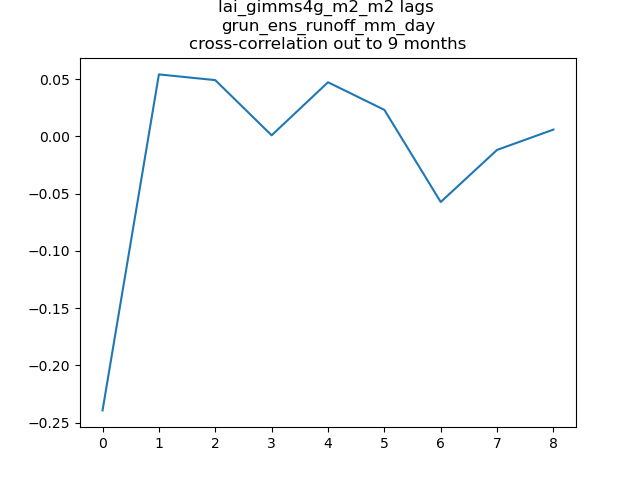 lai_gimms4g_m2_m2 lags
grun_ens_runoff_mm_day
cross-correlation out to 9 months
0.05
0.00
−0.05
−0.10
−0.15
−0.20
−0.25
0 1 2 3 4 5 6 7 8